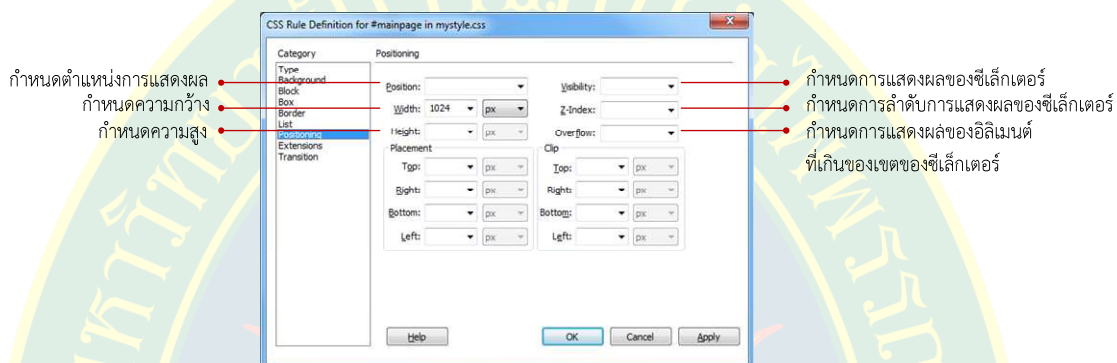 CSS Rule Definition for #mainpage in mystyle.css
Category
Positioning
Type
Background
Block
Box
Border
List
Positioning
Extensions
Transition
Position:
Visibility:
Width: 1024 px
Z-Index:
Height: px
Overflow:
Placement
Clip
Top: px
Top: px
Right: px
Right: px
Bottom: px
Bottom: px
Left: px
Left: px
Help
OK
Cancel
Apply
กำหนดตำแหน่งการแสดงผล
กำหนดความกว้าง
กำหนดความสูง
กำหนดการแสดงผลของซีเล็กเตอร์
กำหนดการลำดับการแสดงผลของซีเล็กเตอร์
กำหนดการแสดงผลของอิลิเมนต์
ที่เกินของเขตของซีเล็กเตอร์